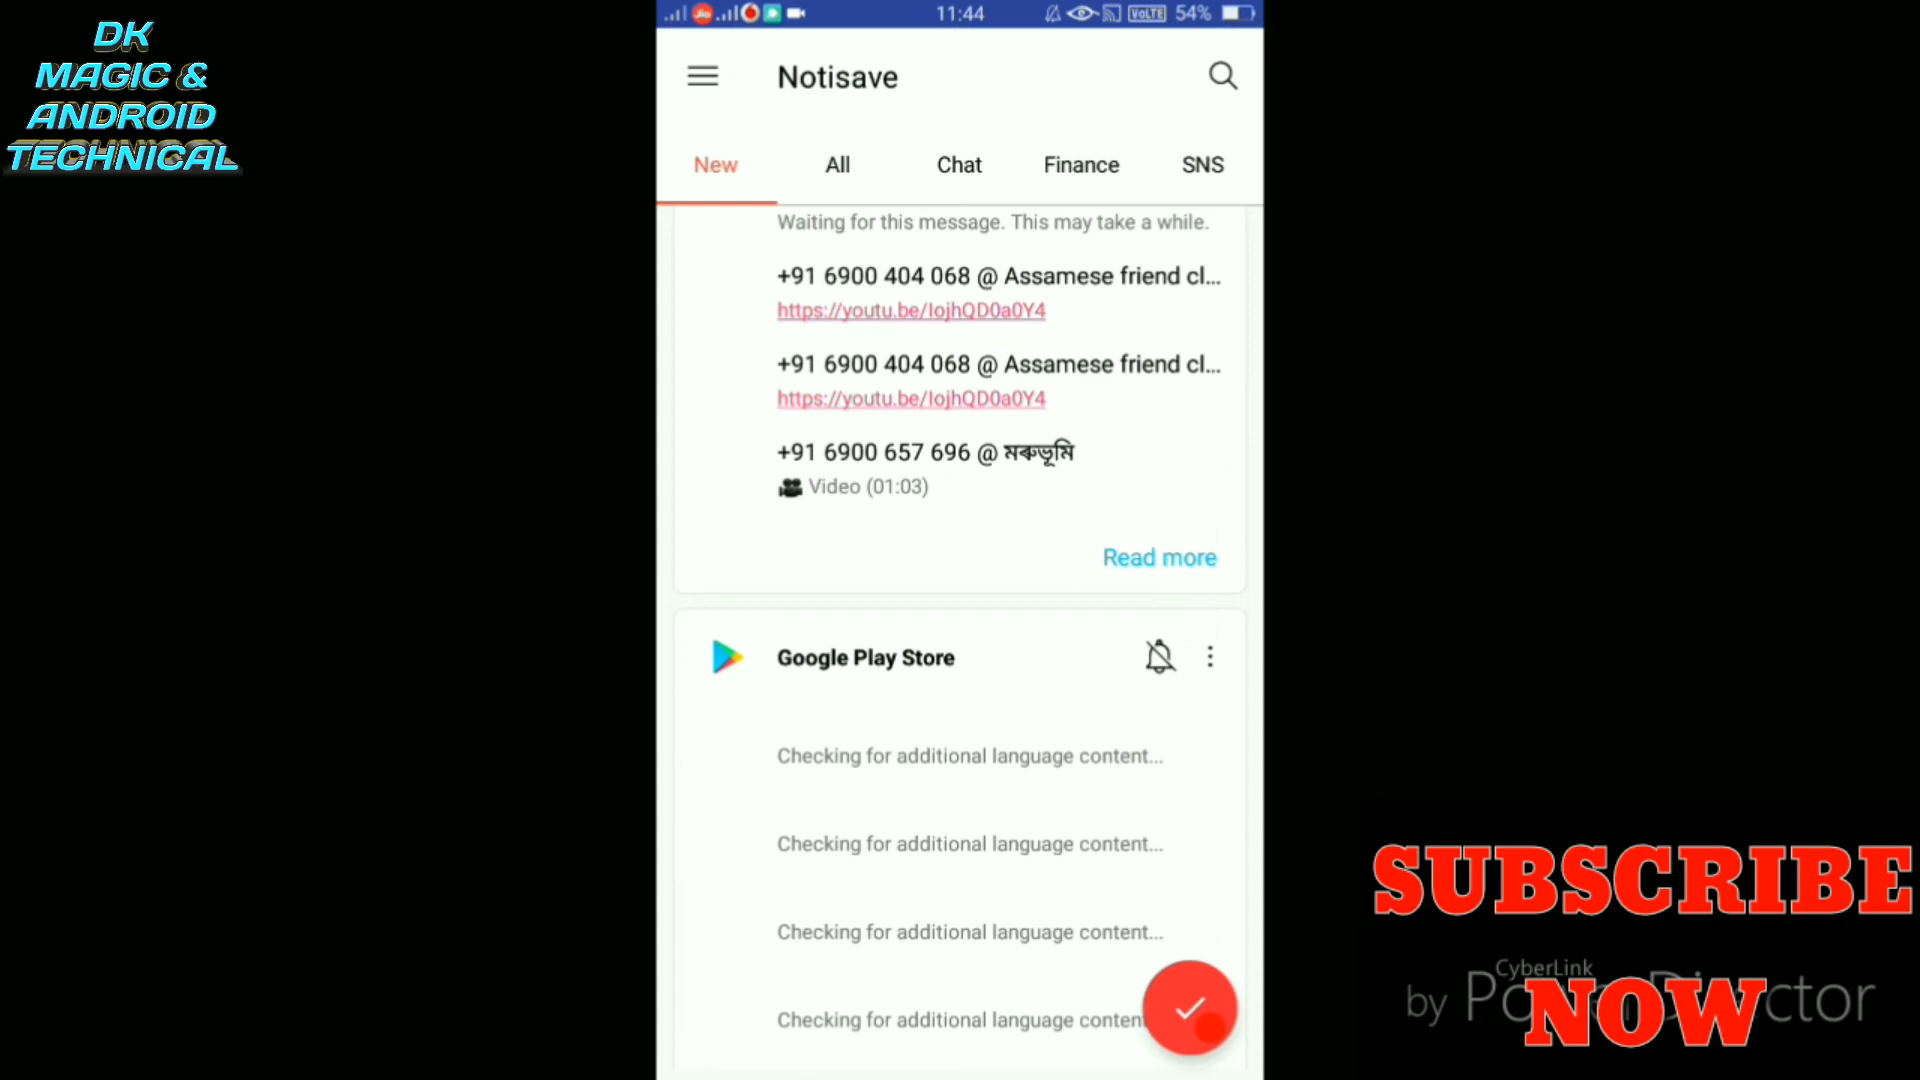 DK
MAGIC &
ANDROID
TECHNICAL
Jio
11:44
VoLTE 54%
Notisave
New All Chat Finance SNS
Waiting for this message. This may take a while.
+91 6900 404 068 @ Assamese friend cl...
https://youtu.be/IojhQD0a0Y4
+91 6900 404 068 @ Assamese friend cl...
https://youtu.be/IojhQD0a0Y4
+91 6900 657 696 @ মৰুভূমি
Video (01:03)
Read more
Google Play Store
Checking for additional language content...
Checking for additional language content...
Checking for additional language content...
Checking for additional language content
SUBSCRIBE
NOW
CyberLink
by